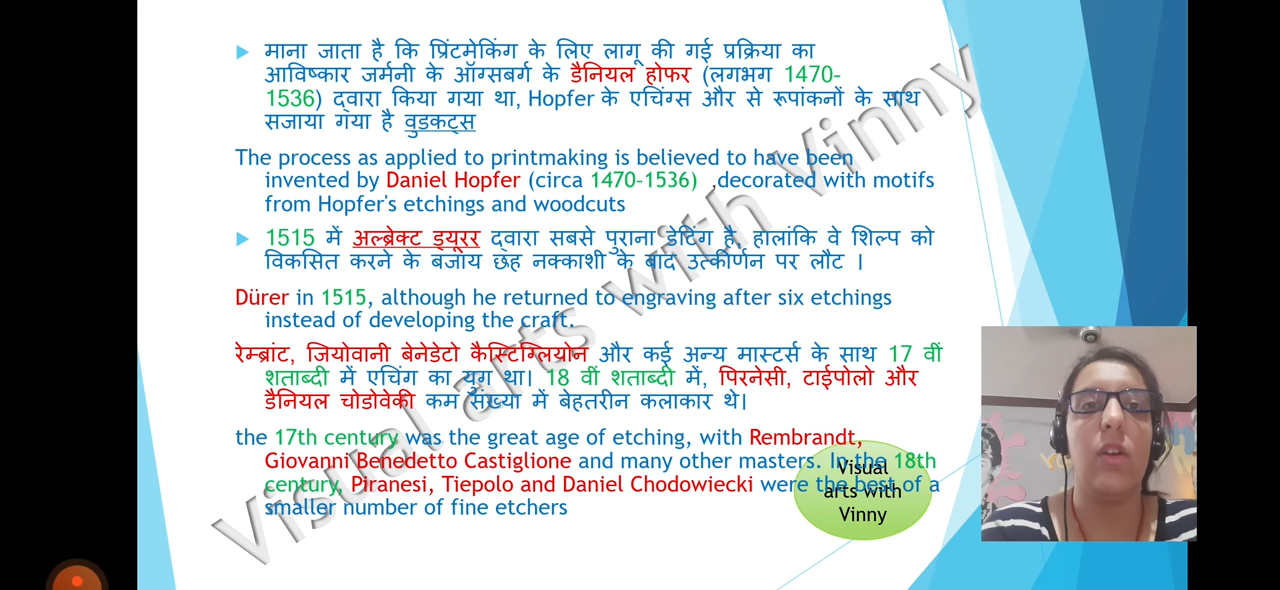 माना जाता है कि प्रिंटमेकिंग के लिए लागू की गई प्रक्रिया का
आविष्कार जर्मनी के ऑग्सबर्ग के डैनियल होफर (लगभग 1470-
1536) द्वारा किया गया था, Hopfer के एचिंग्स और से रूपांकनों के साथ
सजाया गया है वुडकट्स
The process as applied to printmaking is believed to have been
invented by Daniel Hopfer (circa 1470-1536) ,decorated with motifs
from Hopfer's etchings and woodcuts
1515 में अल्ब्रेक्ट ड्यूरर द्वारा सबसे पुराना डेटिंग है, हालांकि वे शिल्प को
विकसित करने के बजाय छह नक्काशी के बाद उत्कीर्णन पर लौट ।
Dürer in 1515, although he returned to engraving after six etchings
instead of developing the craft.
रेम्ब्रांट, जियोवानी बेनेडेटो कैस्टिग्लियोन और कई अन्य मास्टर्स के साथ 17 वीं
शताब्दी में एचिंग का युग था। 18 वीं शताब्दी में, पिरनेसी, टाईपोलो और
डैनियल चोडोवेकी कम संख्या में बेहतरीन कलाकार थे।
the 17th century was the great age of etching, with Rembrandt,
Giovanni Benedetto Castiglione and many other masters. In the 18th
century, Piranesi, Tiepolo and Daniel Chodowiecki were the best of a
smaller number of fine etchers
Visual arts with Vinny
Visual
arts with
Vinny